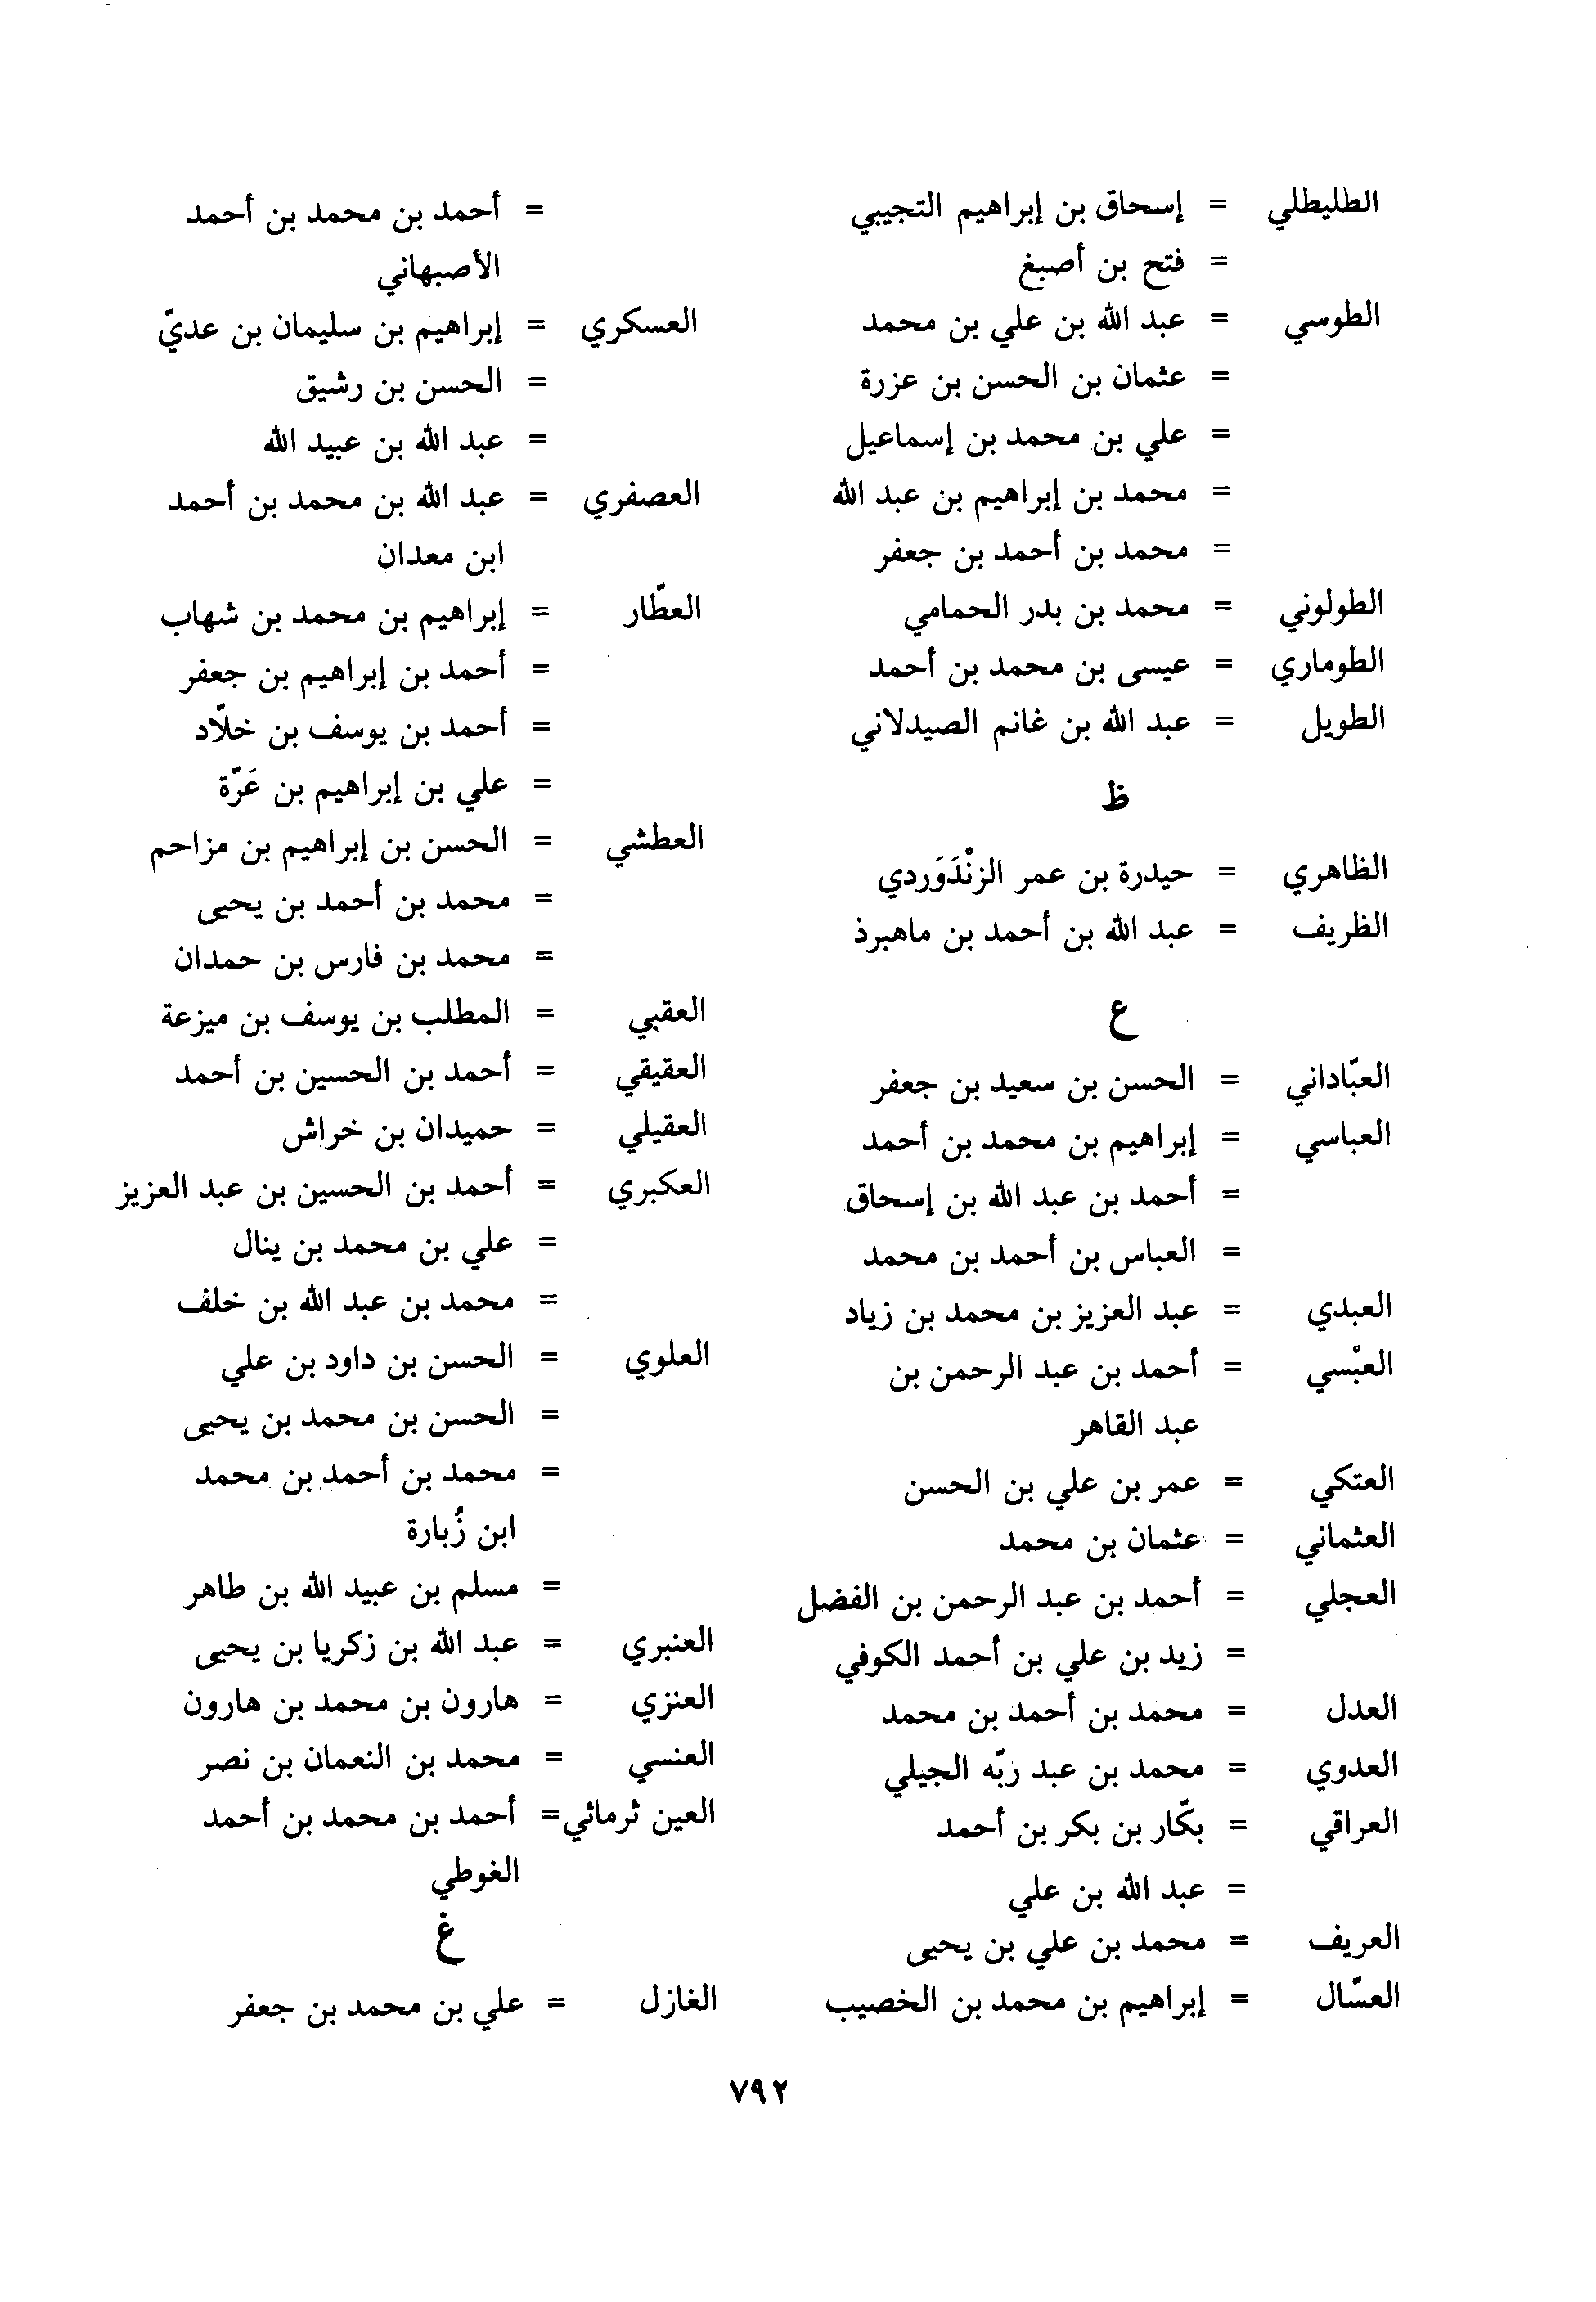 الطليطلي = إسحاق بن إبراهيم التجيبي
= فتح بن أصبغ
الطوسي = عبد الله بن علي بن محمد
= عثمان بن الحسن بن عزرة
= علي بن محمد بن إسماعيل
= محمد بن إبراهيم بن عبد الله
= محمد بن أحمد بن جعفر
الطولوني = محمد بن بدر الحمامي
الطوماري = عيسى بن محمد بن أحمد
الطويل = عبد الله بن غانم الصيدلاني
ظ
الظاهري = حيدرة بن عمر الزنْدَوَردي
الظريف = عبد الله بن أحمد بن ماهبرذ
ع
العبّاداني = الحسن بن سعيد بن جعفر
العباسي = إبراهيم بن محمد بن أحمد
= أحمد بن عبد الله بن إسحاق
= العباس بن أحمد بن محمد
العبدي = عبد العزيز بن محمد بن زياد
العبْسي = أحمد بن عبد الرحمن بن
عبد القاهر
العتكي = عمر بن علي بن الحسن
العثماني = عثمان بن محمد
العجلي = أحمد بن عبد الرحمن بن الفضل
= زيد بن علي بن أحمد الكوفي
العدل = محمد بن أحمد بن محمد
العدوي = محمد بن عبد ربّه الجيلي
العراقي = بكّار بن بكر بن أحمد
= عبد الله بن علي
العريف = محمد بن علي بن يحيى
العسّال = إبراهيم بن محمد بن الخصيب
= أحمد بن محمد بن أحمد
الأصبهاني
العسكري = إبراهيم بن سليمان بن عديّ
= الحسن بن رشيق
= عبد الله بن عبيد الله
العصفري = عبد الله بن محمد بن أحمد
ابن معدان
العطّار = إبراهيم بن محمد بن شهاب
= أحمد بن إبراهيم بن جعفر
= أحمد بن يوسف بن خلّاد
= علي بن إبراهيم بن عَرّة
العطشي = الحسن بن إبراهيم بن مزاحم
= محمد بن أحمد بن يحيى
= محمد بن فارس بن حمدان
العقبي = المطلب بن يوسف بن ميزعة
العقيقي = أحمد بن الحسين بن أحمد
العقيلي = حميدان بن خراش
العكبري = أحمد بن الحسين بن عبد العزيز
= علي بن محمد بن ينال
= محمد بن عبد الله بن خلف
العلوي = الحسن بن داود بن علي
= الحسن بن محمد بن يحيى
= محمد بن أحمد بن محمد
ابن زُبارة
= مسلم بن عبيد الله بن طاهر
العنبري = عبد الله بن زكريا بن يحيى
العنزي = هارون بن محمد بن هارون
العنسي = محمد بن النعمان بن نصر
العين ثرمائي = أحمد بن محمد بن أحمد
الغوطي
غ
الغازل = علي بن محمد بن جعفر
٧٩٢